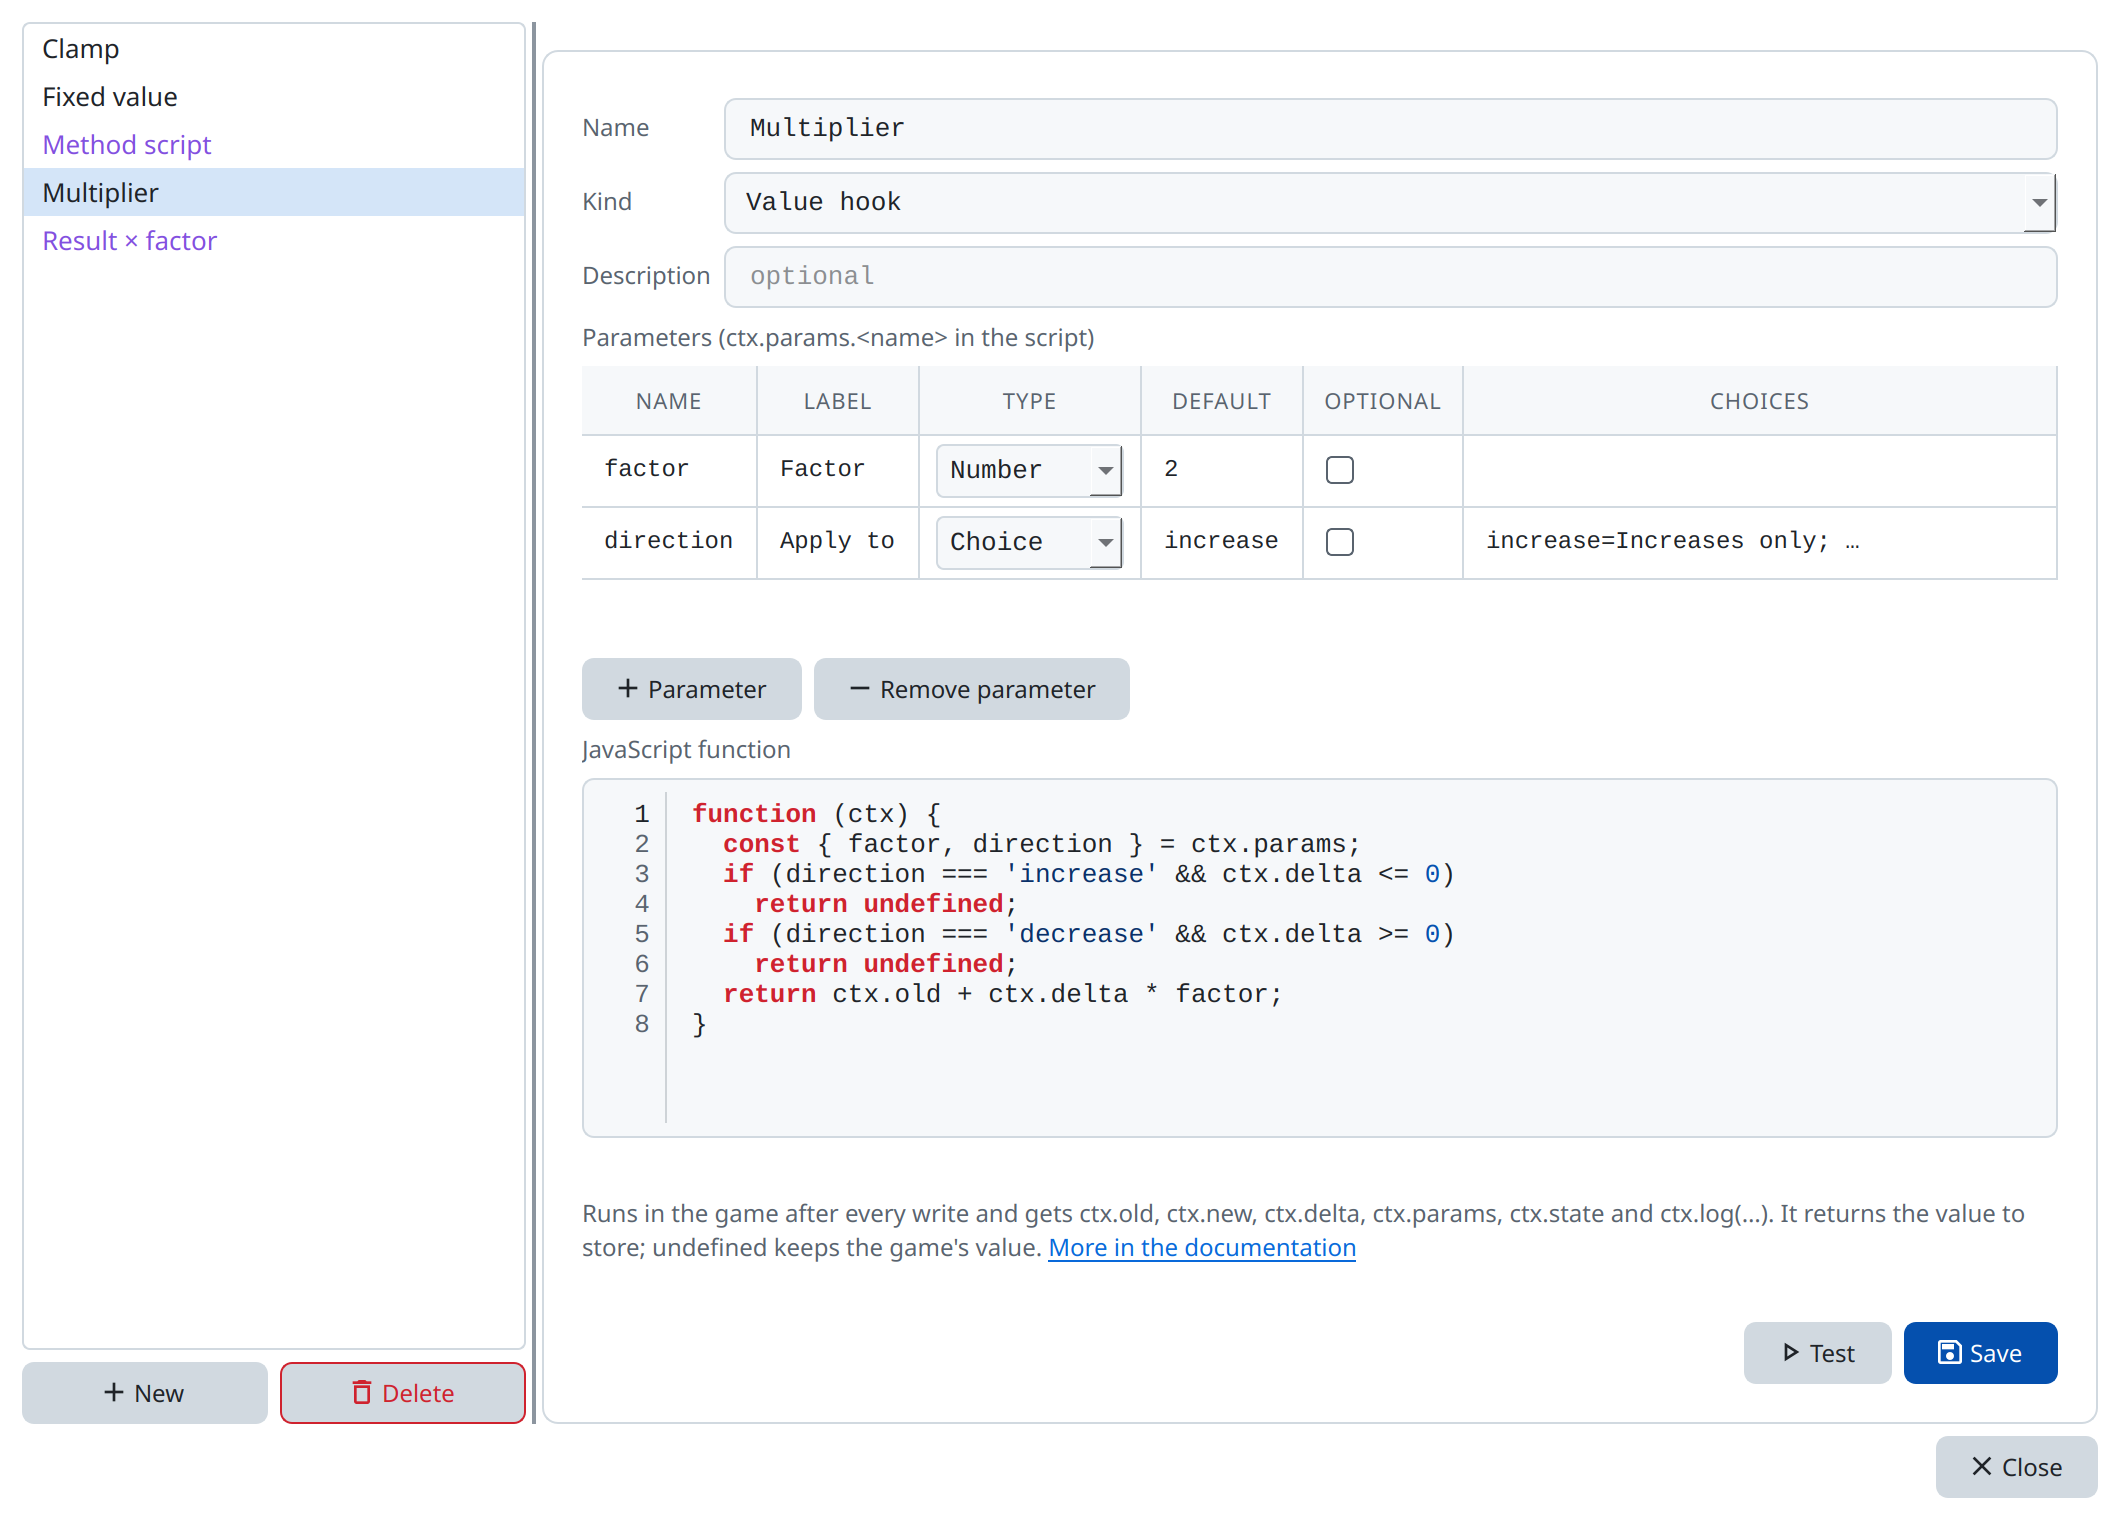 Clamp
Fixed value
Method script
Multiplier
Result × factor
New
Delete
Name
Multiplier
Kind
Value hook
Description
optional
Parameters (ctx.params.<name> in the script)
NAME LABEL TYPE DEFAULT OPTIONAL CHOICES
factor Factor Number 2
direction Apply to Choice increase increase=Increases only; …
Parameter
Remove parameter
JavaScript function
1 function (ctx) {
2   const { factor, direction } = ctx.params;
3   if (direction === 'increase' && ctx.delta <= 0)
4     return undefined;
5   if (direction === 'decrease' && ctx.delta >= 0)
6     return undefined;
7   return ctx.old + ctx.delta * factor;
8 }
Runs in the game after every write and gets ctx.old, ctx.new, ctx.delta, ctx.params, ctx.state and ctx.log(...). It returns the value to
store; undefined keeps the game's value. More in the documentation
Test
Save
Close